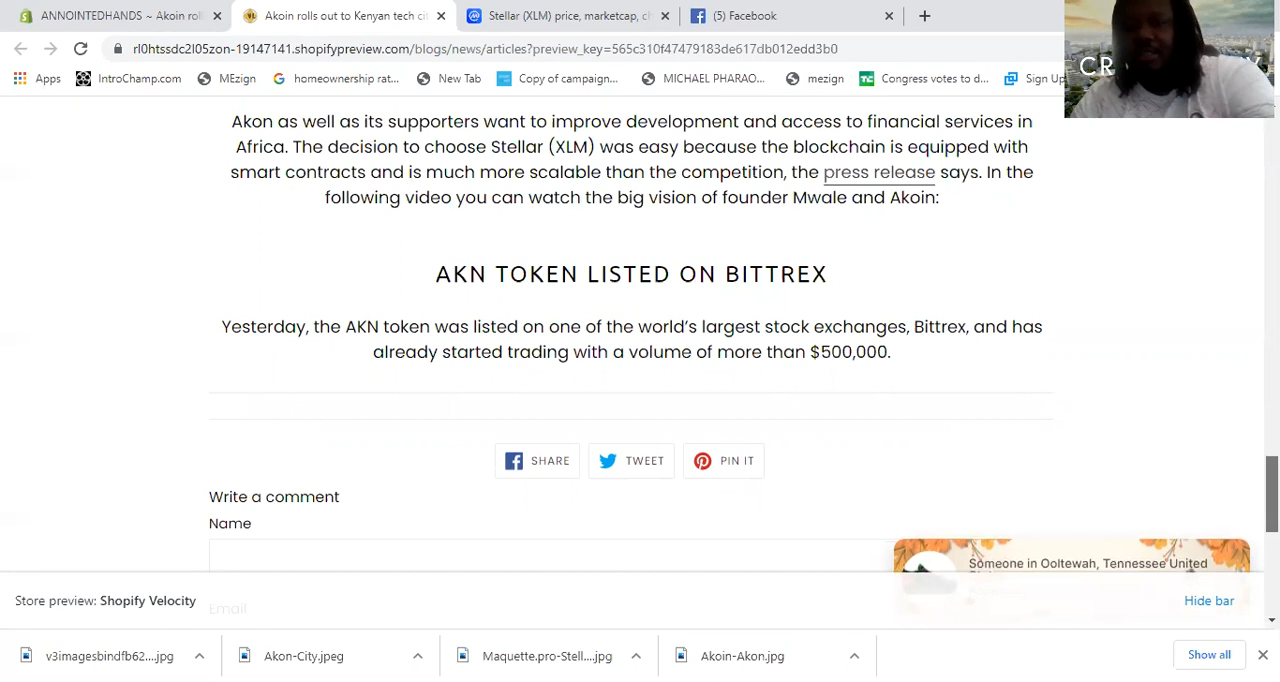 ANNOINTEDHANDS ~ Akoin roll
Akoin rolls out to Kenyan tech cit
Stellar (XLM) price, marketcap, ch
(5) Facebook
rl0htssdc2l05zon-19147141.shopifypreview.com/blogs/news/articles?preview_key=565c310f47479183de617db012edd3b0
Apps
IntroChamp.com
MEzign
homeownership rat...
New Tab
Copy of campaign...
MICHAEL PHARAO...
mezign
Congress votes to d...
Sign Up
CR
Akon as well as its supporters want to improve development and access to financial services in
Africa. The decision to choose Stellar (XLM) was easy because the blockchain is equipped with
smart contracts and is much more scalable than the competition, the press release says. In the
following video you can watch the big vision of founder Mwale and Akoin:
AKN TOKEN LISTED ON BITTREX
Yesterday, the AKN token was listed on one of the world's largest stock exchanges, Bittrex, and has
already started trading with a volume of more than $500,000.
SHARE
TWEET
PIN IT
Write a comment
Name
Someone in Ooltewah, Tennessee United
Store preview: Shopify Velocity
Hide bar
Email
v3imagesbindfb62....jpg
Akon-City.jpeg
Maquette.pro-Stell....jpg
Akoin-Akon.jpg
Show all